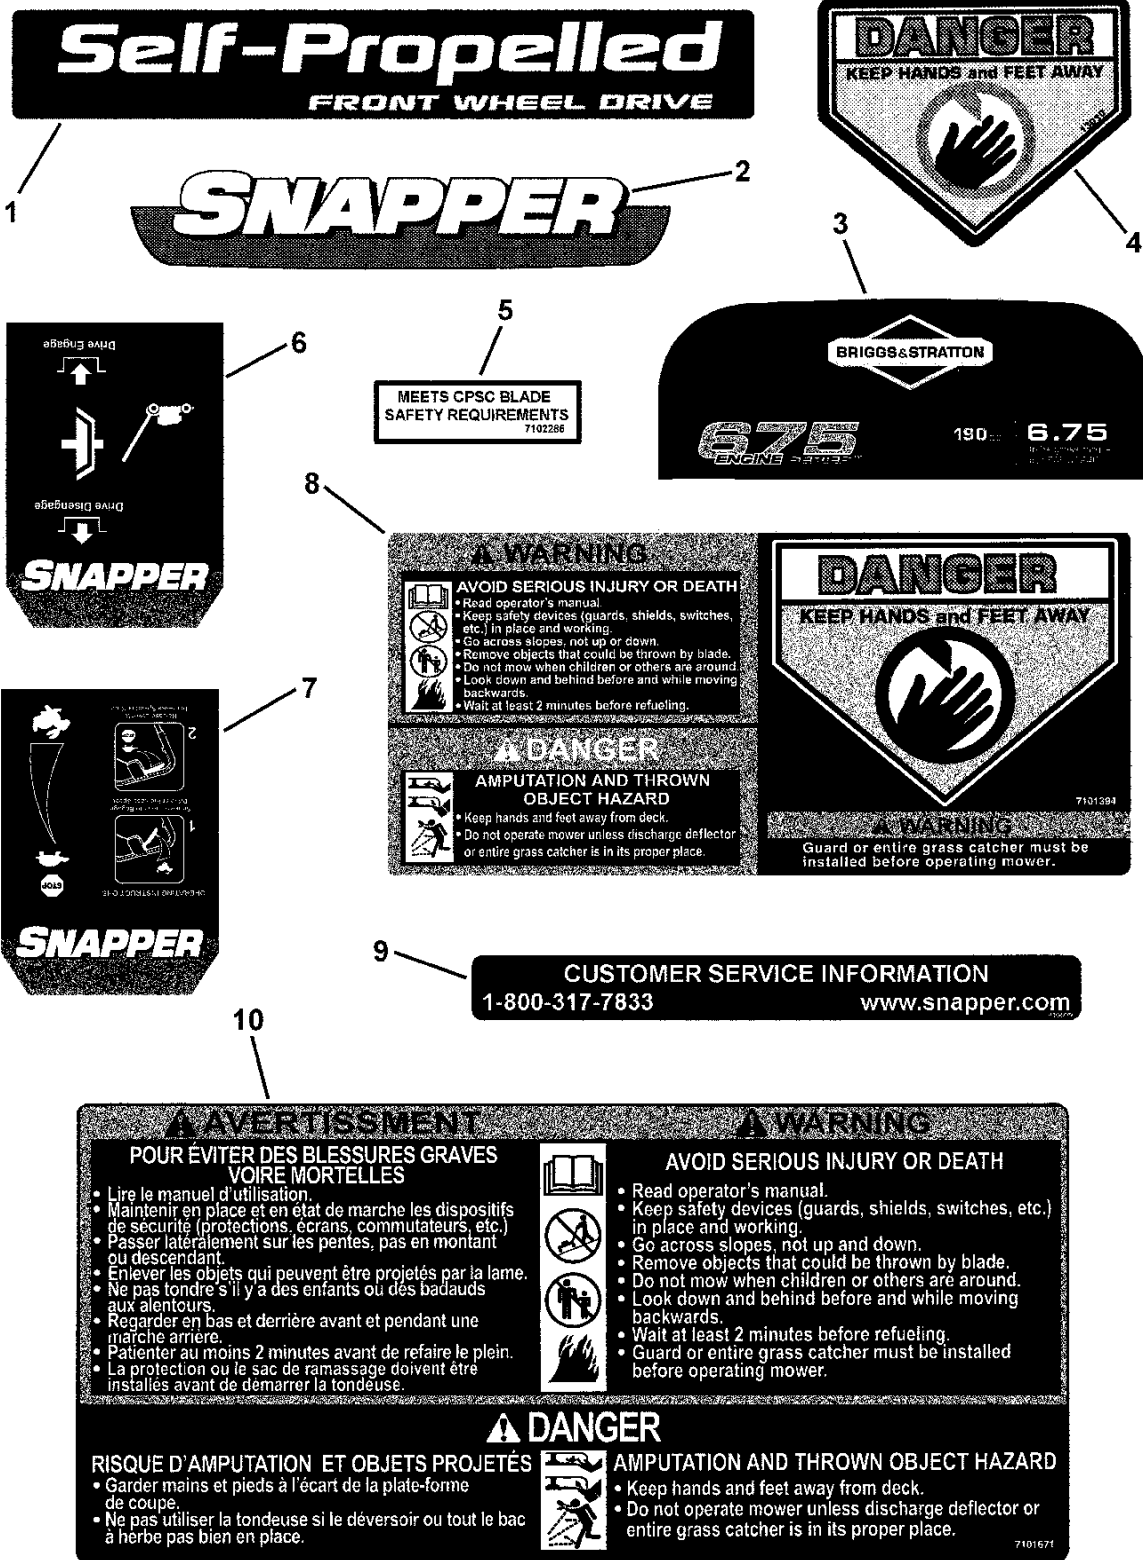 Self-Propelled
FRONT WHEEL DRIVE
1
SNAPPER
2
DANGER
KEEP HANDS and FEET AWAY
4
3
BRIGGS&STRATTON
675
ENGINE SERIES
190
6.75
5
MEETS CPSC BLADE
SAFETY REQUIREMENTS
7102286
6
Drive Engage
Drive Disengage
SNAPPER
7
2
1
OPERATING INSTRUCTIONS
STOP
SNAPPER
8
WARNING
AVOID SERIOUS INJURY OR DEATH
• Read operator's manual.
• Keep safety devices (guards, shields, switches,
etc.) in place and working.
• Go across slopes, not up or down.
• Remove objects that could be thrown by blade.
• Do not mow when children or others are around
• Look down and behind before and while moving
backwards.
• Wait at least 2 minutes before refueling.
DANGER
AMPUTATION AND THROWN
OBJECT HAZARD
• Keep hands and feet away from deck.
• Do not operate mower unless discharge deflector
or entire grass catcher is in its proper place.
DANGER
KEEP HANDS and FEET AWAY
7101394
WARNING
Guard or entire grass catcher must be
installed before operating mower.
9
CUSTOMER SERVICE INFORMATION
1-800-317-7833 www.snapper.com
10
AVERTISSMENT
POUR ÉVITER DES BLESSURES GRAVES
VOIRE MORTELLES
• Lire le manuel d'utilisation.
• Maintenir en place et en état de marche les dispositifs
de sécurité (protections. écrans, commutateurs, etc.)
• Passer latéralement sur les pentes, pas en montant
ou descendant.
• Enlever les objets qui peuvent être projetés par la lame.
• Ne pas tondre s'il y a des enfants ou des badauds
aux alentours.
• Regarder en bas et derrière avant et pendant une
marche arrière.
• Patienter au moins 2 minutes avant de refaire le plein.
• La protection ou le sac de ramassage doivent être
installés avant de démarrer la tondeuse.
WARNING
AVOID SERIOUS INJURY OR DEATH
• Read operator's manual.
• Keep safety devices (guards, shields, switches, etc.)
in place and working.
• Go across slopes, not up and down.
• Remove objects that could be thrown by blade.
• Do not mow when children or others are around.
• Look down and behind before and while moving
backwards.
• Wait at least 2 minutes before refueling.
• Guard or entire grass catcher must be installed
before operating mower.
DANGER
RISQUE D'AMPUTATION ET OBJETS PROJETÉS
• Garder mains et pieds à l'écart de la plate-forme
de coupe.
• Ne pas utiliser la tondeuse si le déversoir ou tout le bac
à herbe pas bien en place.
AMPUTATION AND THROWN OBJECT HAZARD
• Keep hands and feet away from deck.
• Do not operate mower unless discharge deflector or
entire grass catcher is in its proper place.
7101671